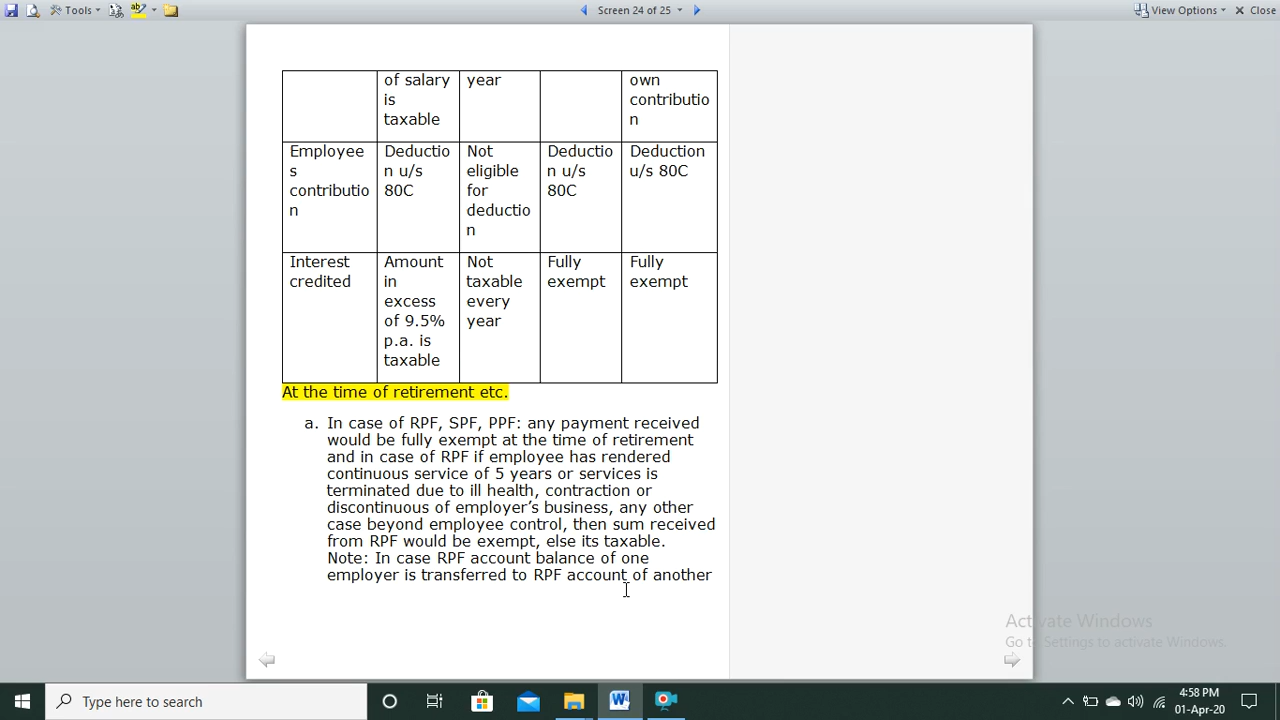 Tools
Screen 24 of 25
View Options
Close
of salary is taxable
year
own contributio n
Employee s contributio n
Deductio n u/s 80C
Not eligible for deductio n
Deductio n u/s 80C
Deduction u/s 80C
Interest credited
Amount in excess of 9.5% p.a. is taxable
Not taxable every year
Fully exempt
Fully exempt
At the time of retirement etc.
a. In case of RPF, SPF, PPF: any payment received
would be fully exempt at the time of retirement
and in case of RPF if employee has rendered
continuous service of 5 years or services is
terminated due to ill health, contraction or
discontinuous of employer's business, any other
case beyond employee control, then sum received
from RPF would be exempt, else its taxable.
Note: In case RPF account balance of one
employer is transferred to RPF account of another
Activate Windows
Go to Settings to activate Windows.
Type here to search
4:58 PM
01-Apr-20